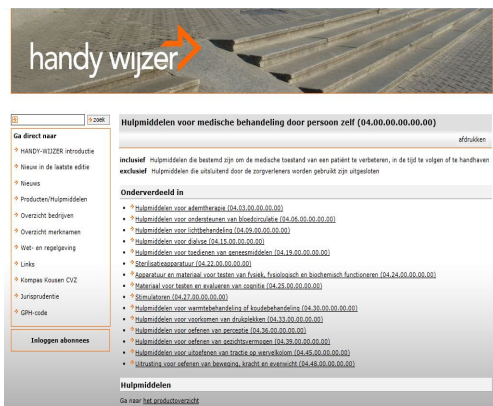 handy wijzer
zoek
Ga direct naar
HANDY-WIJZER introductie
Nieuw in de laatste editie
Nieuws
Producten/Hulpmiddelen
Overzicht bedrijven
Overzicht merknamen
Wet- en regelgeving
Links
Kompas Kousen CVZ
Jurisprudentie
GPH-code
Inloggen abonnees
Hulpmiddelen voor medische behandeling door persoon zelf (04.00.00.00.00.00)
afdrukken
inclusief Hulpmiddelen die bestemd zijn om de medische toestand van een patiënt te verbeteren, in de tijd te volgen of te handhaven
exclusief Hulpmiddelen die uitsluitend door de zorgverleners worden gebruikt zijn uitgesloten
Onderverdeeld in
Hulpmiddelen voor ademtherapie (04.03.00.00.00.00)
Hulpmiddelen voor ondersteunen van bloedcirculatie (04.06.00.00.00.00)
Hulpmiddelen voor lichtbehandeling (04.09.00.00.00.00)
Hulpmiddelen voor dialyse (04.15.00.00.00.00)
Hulpmiddelen voor toedienen van geneesmiddelen (04.19.00.00.00.00)
Sterilisatieapparatuur (04.22.00.00.00.00)
Apparatuur en materiaal voor testen van fysiek, fysiologisch en biochemisch functioneren (04.24.00.00.00.00)
Materiaal voor testen en evalueren van cognitie (04.25.00.00.00.00)
Stimulatoren (04.27.00.00.00.00)
Hulpmiddelen voor warmtebehandeling of koudebehandeling (04.30.00.00.00.00)
Hulpmiddelen voor voorkomen van drukplekken (04.33.00.00.00.00)
Hulpmiddelen voor oefenen van perceptie (04.36.00.00.00.00)
Hulpmiddelen voor oefenen van gezichtsvermogen (04.39.00.00.00.00)
Hulpmiddelen voor uitoefenen van tractie op wervelkolom (04.45.00.00.00.00)
Uitrusting voor oefenen van beweging, kracht en evenwicht (04.48.00.00.00.00)
Hulpmiddelen
Ga naar het productoverzicht